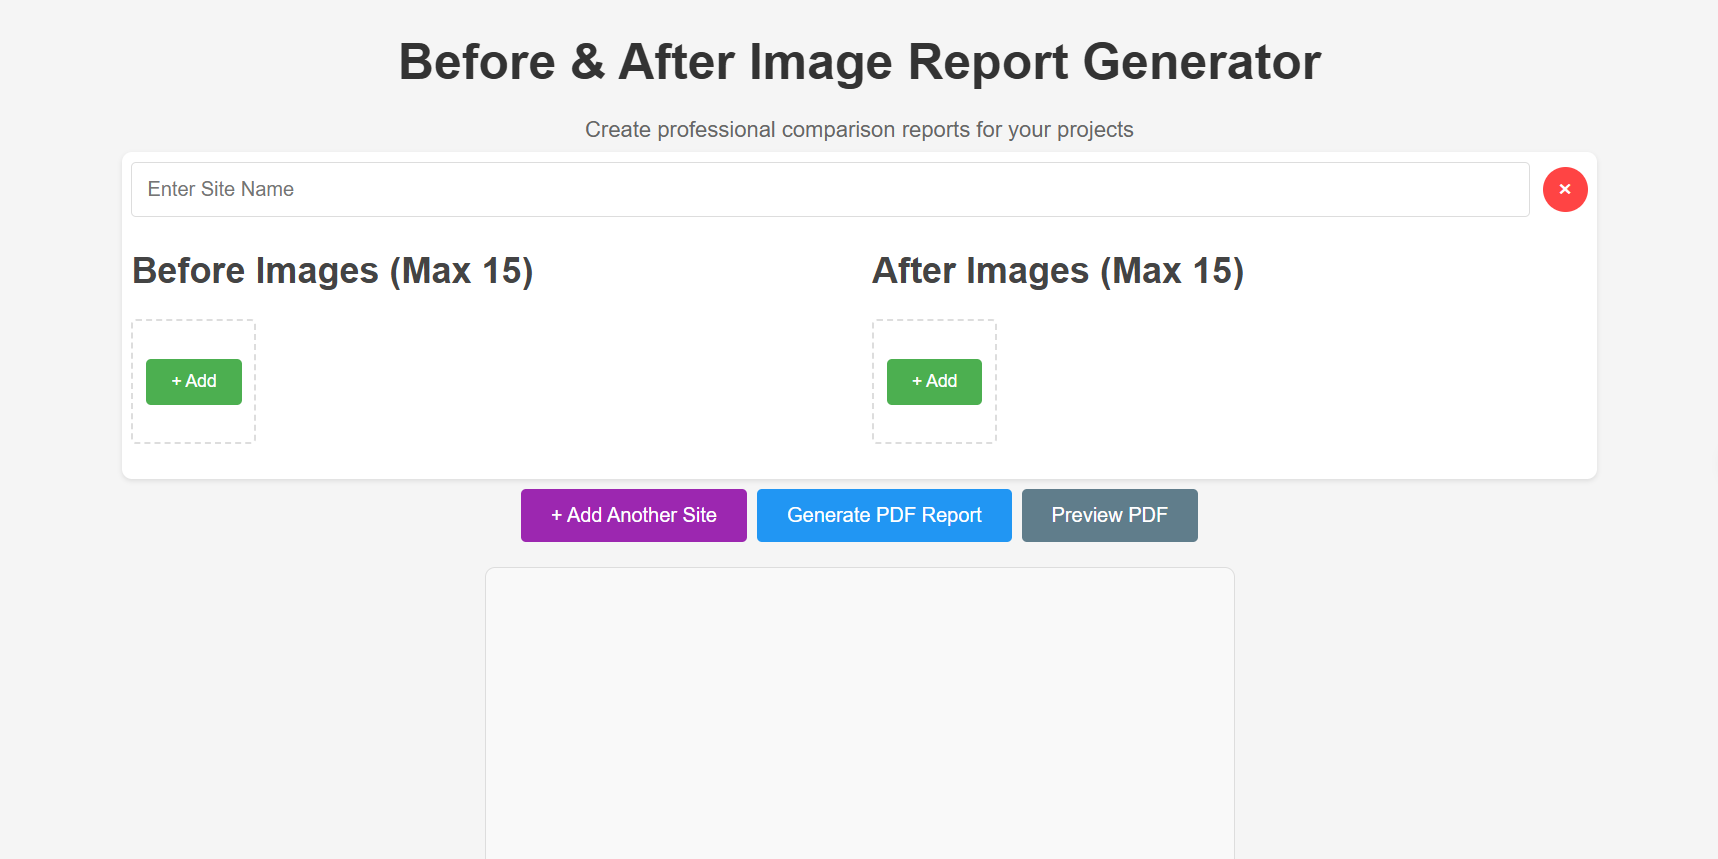 Before & After Image Report Generator
Create professional comparison reports for your projects
Enter Site Name
×
Before Images (Max 15)
After Images (Max 15)
+ Add
+ Add
+ Add Another Site
Generate PDF Report
Preview PDF